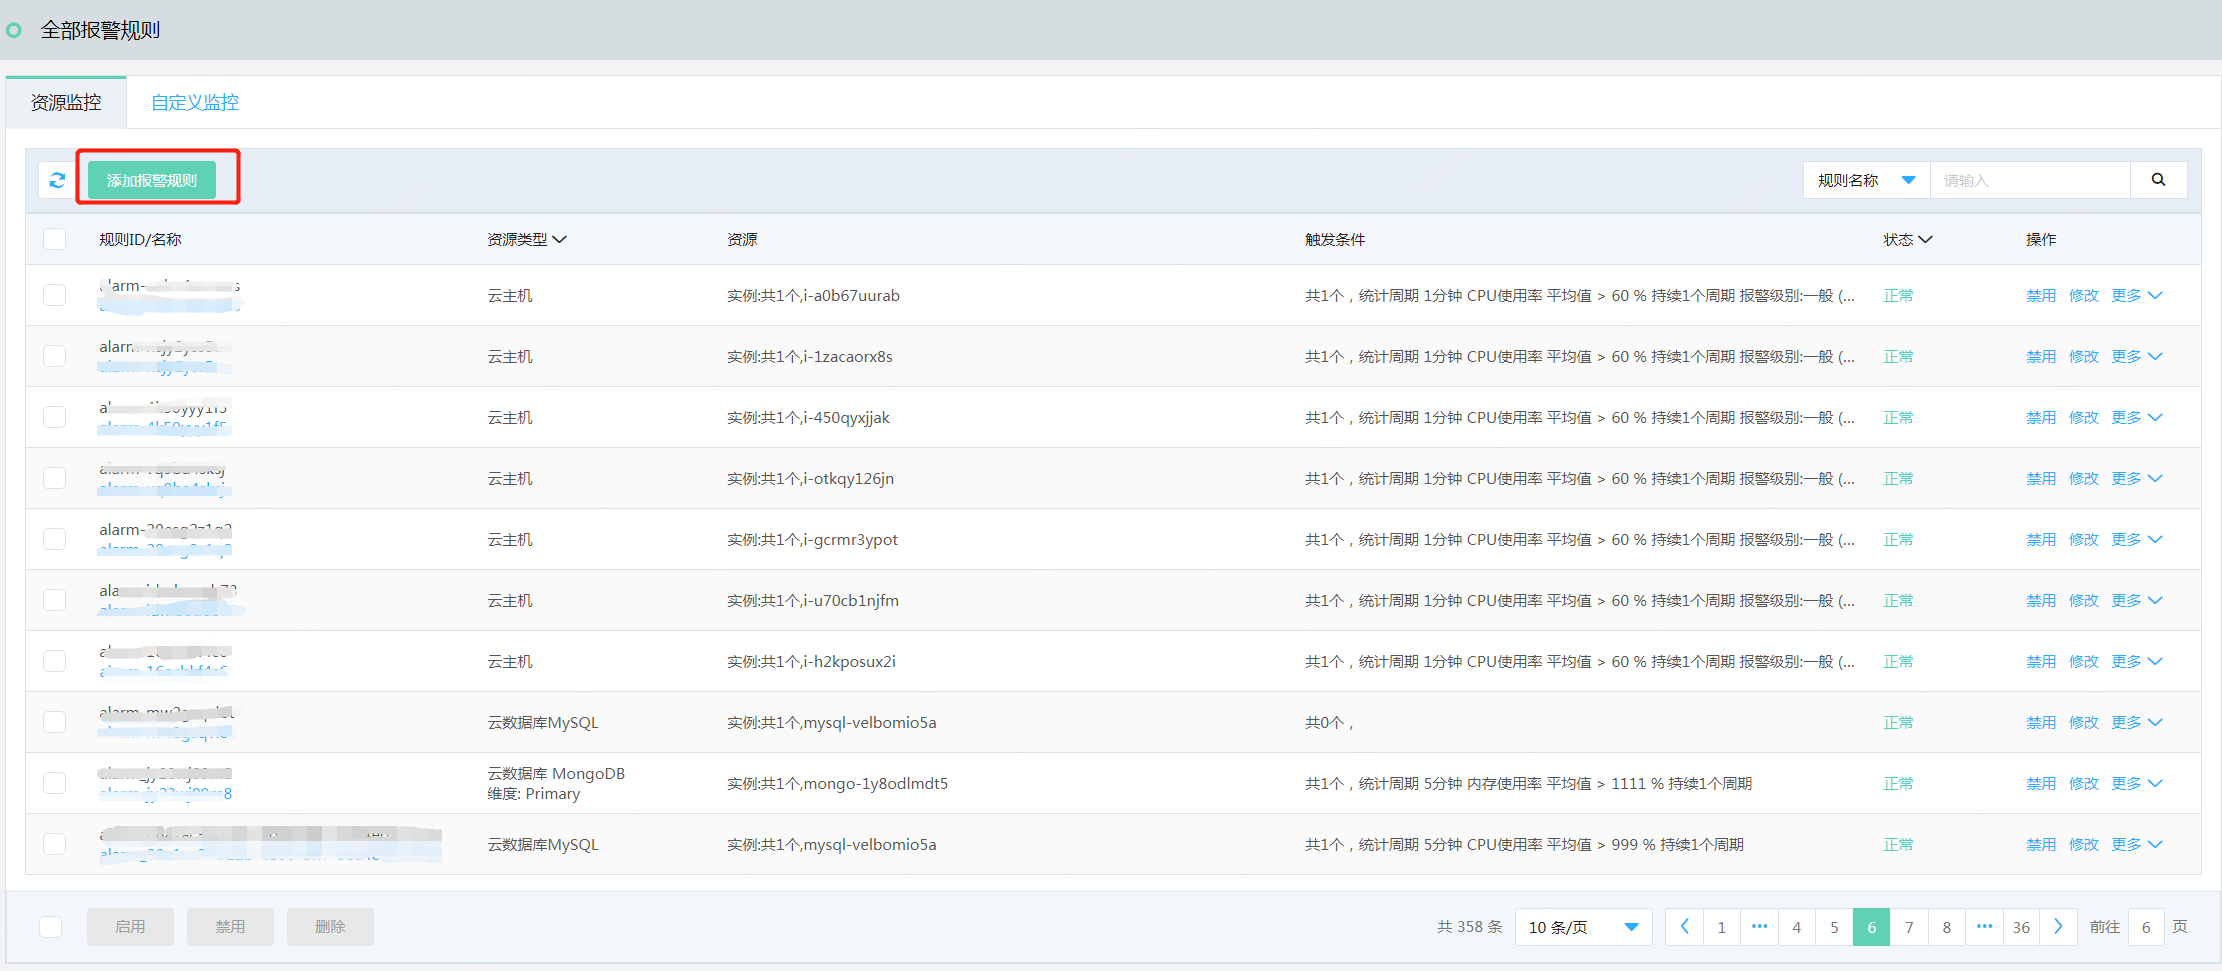 全部报警规则
资源监控 自定义监控
添加报警规则 规则名称 请输入
规则ID/名称 资源类型 资源 触发条件 状态 操作
云主机 实例:共1个,i-a0b67uurab 共1个，统计周期 1分钟 CPU使用率 平均值 > 60 % 持续1个周期 报警级别:一般 (... 正常 禁用 修改 更多
云主机 实例:共1个,i-1zacaorx8s 共1个，统计周期 1分钟 CPU使用率 平均值 > 60 % 持续1个周期 报警级别:一般 (... 正常 禁用 修改 更多
云主机 实例:共1个,i-450qyxjjak 共1个，统计周期 1分钟 CPU使用率 平均值 > 60 % 持续1个周期 报警级别:一般 (... 正常 禁用 修改 更多
云主机 实例:共1个,i-otkqy126jn 共1个，统计周期 1分钟 CPU使用率 平均值 > 60 % 持续1个周期 报警级别:一般 (... 正常 禁用 修改 更多
云主机 实例:共1个,i-gcrmr3ypot 共1个，统计周期 1分钟 CPU使用率 平均值 > 60 % 持续1个周期 报警级别:一般 (... 正常 禁用 修改 更多
云主机 实例:共1个,i-u70cb1njfm 共1个，统计周期 1分钟 CPU使用率 平均值 > 60 % 持续1个周期 报警级别:一般 (... 正常 禁用 修改 更多
云主机 实例:共1个,i-h2kposux2i 共1个，统计周期 1分钟 CPU使用率 平均值 > 60 % 持续1个周期 报警级别:一般 (... 正常 禁用 修改 更多
云数据库MySQL 实例:共1个,mysql-velbomio5a 共0个， 正常 禁用 修改 更多
云数据库 MongoDB
维度: Primary 实例:共1个,mongo-1y8odlmdt5 共1个，统计周期 5分钟 内存使用率 平均值 > 1111 % 持续1个周期 正常 禁用 修改 更多
云数据库MySQL 实例:共1个,mysql-velbomio5a 共1个，统计周期 5分钟 CPU使用率 平均值 > 999 % 持续1个周期 正常 禁用 修改 更多
启用 禁用 删除 共 358 条 10 条/页 1 ••• 4 5 6 7 8 ••• 36 前往 6 页